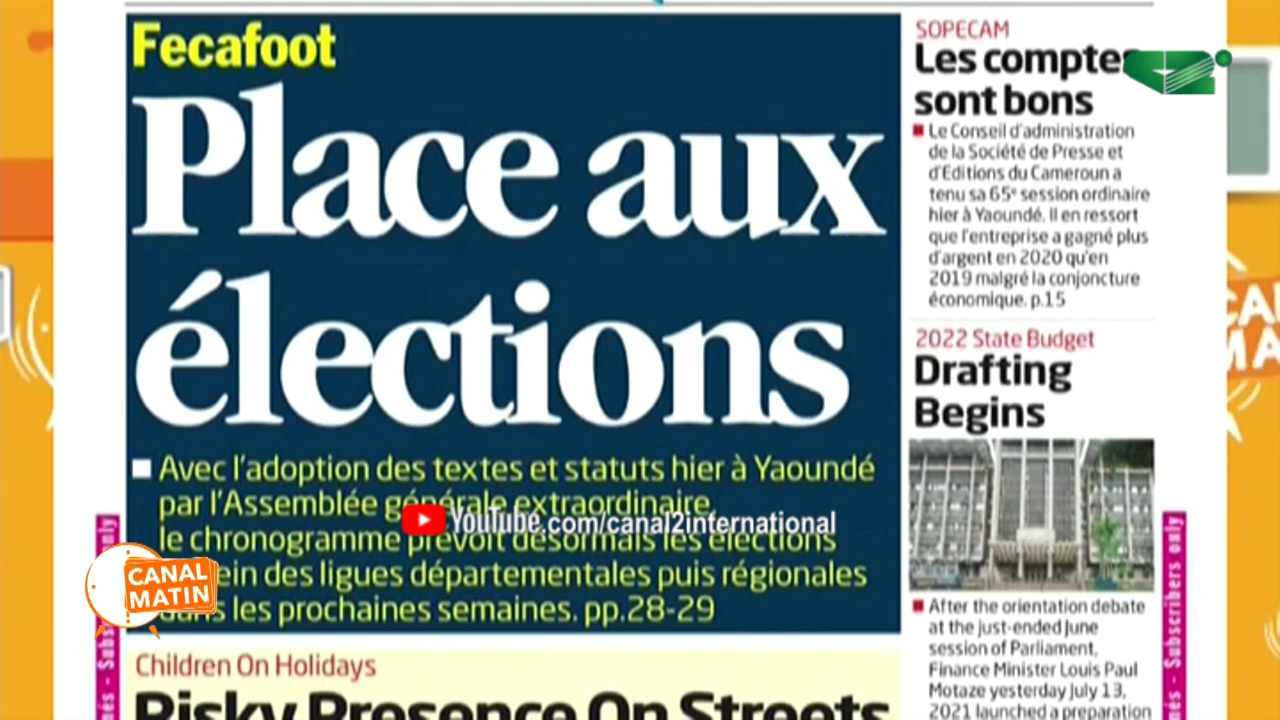 Fecafoot
Place aux
élections
Avec l'adoption des textes et statuts hier à Yaoundé
par l'Assemblée générale extraordinaire,
le chronogramme prévoit désormais les élections
des ligues départementales puis régionales
les prochaines semaines. pp.28-29
YouTube.com/canal2international
CANAL
MATIN
Children On Holidays
Risky Presence On Streets
SOPECAM
Les comptes
sont bons
Le Conseil d'administration
de la Société de Presse et
d'Editions du Cameroun a
tenu sa 65e session ordinaire
hier à Yaoundé. Il en ressort
que l'entreprise a gagné plus
d'argent en 2020 qu'en
2019 malgré la conjoncture
économique. p.15
2022 State Budget
Drafting
Begins
After the orientation debate
at the just-ended June
session of Parliament,
Finance Minister Louis Paul
Motaze yesterday July 13,
2021 launched a preparation
Subscribers only
only